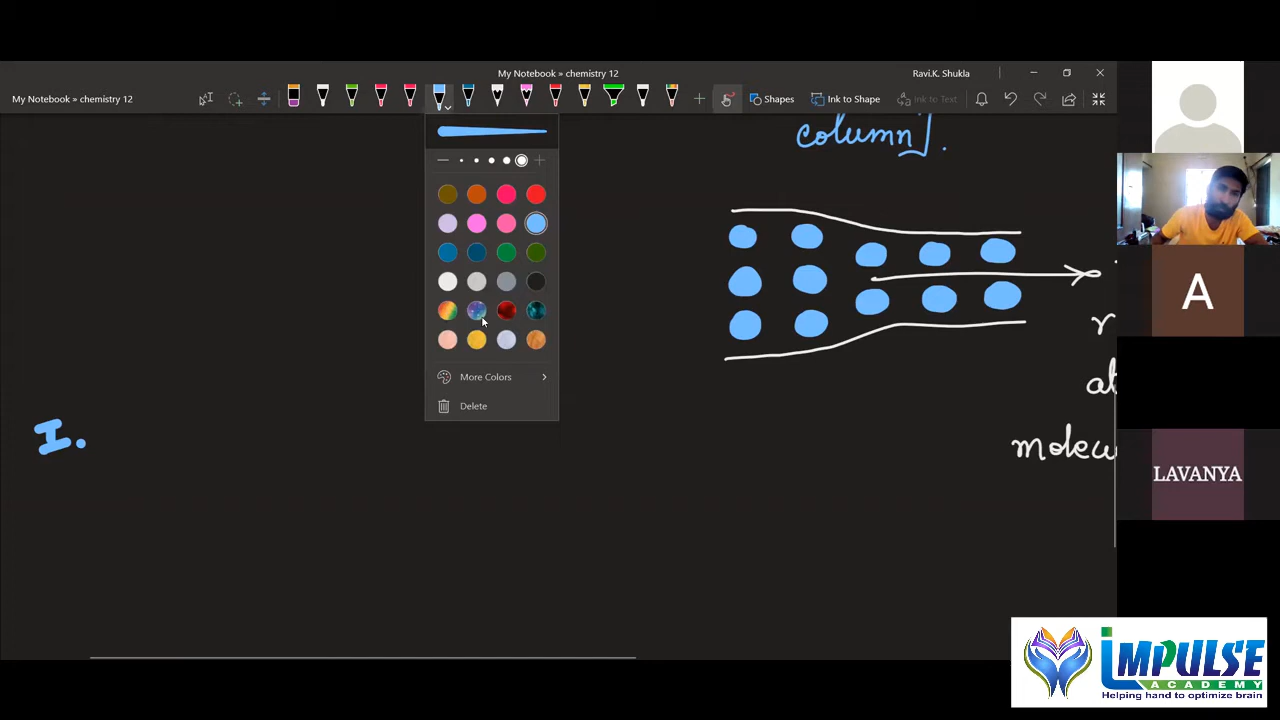 My Notebook » chemistry 12
Ravi.K. Shukla
My Notebook » chemistry 12
Shapes
Ink to Shape
Ink to Text
column].
More Colors
Delete
I.
molecu
A
LAVANYA
iMPULSE
ACADEMY
Helping hand to optimize brain